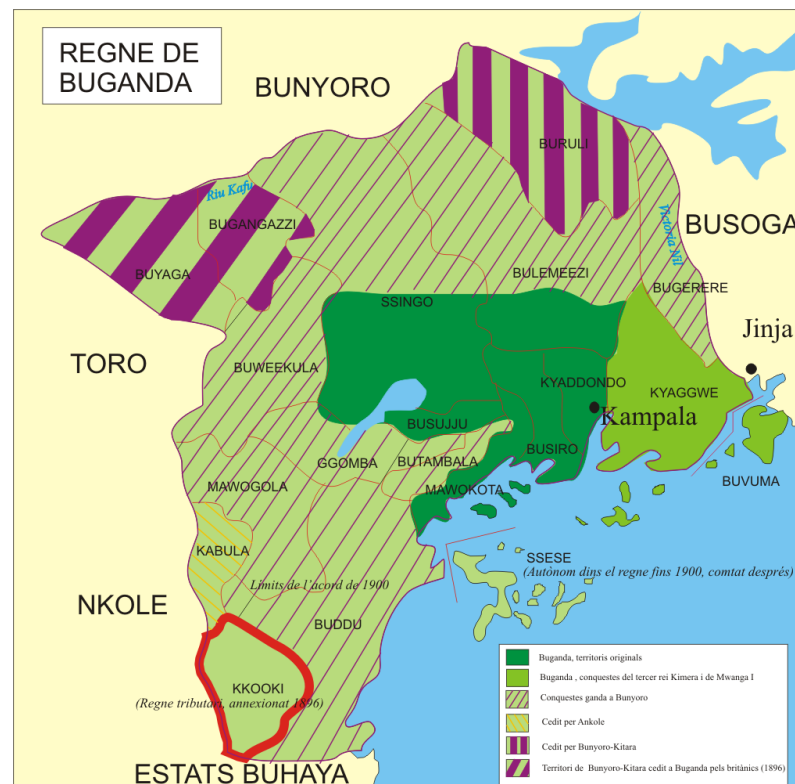 REGNE DE
BUGANDA
BUNYORO
BURULI
Riu Kafu
BUGANGAZZI
Victoria Nil
BUSOGA
BUYAGA
BULEMEEZI
BUGERERE
SSINGO
Jinja
TORO
BUWEEKULA
KYADDONDO
KYAGGWE
Kampala
BUSUJJU
BUSIRO
GGOMBA
BUTAMBALA
BUVUMA
MAWOGOLA
MAWOKOTA
KABULA
SSESE
(Autònom dins el regne fins 1900, comtat després)
Límits de l'acord de 1900
NKOLE
BUDDU
KKOOKI
(Regne tributari, annexionat 1896)
ESTATS BUHAYA
Buganda, territoris originals
Buganda , conquestes del tercer rei Kimera i de Mwanga I
Conquestes ganda a Bunyoro
Cedit per Ankole
Cedit per Bunyoro-Kitara
Territori de Bunyoro-Kitara cedit a Buganda pels britànics (1896)